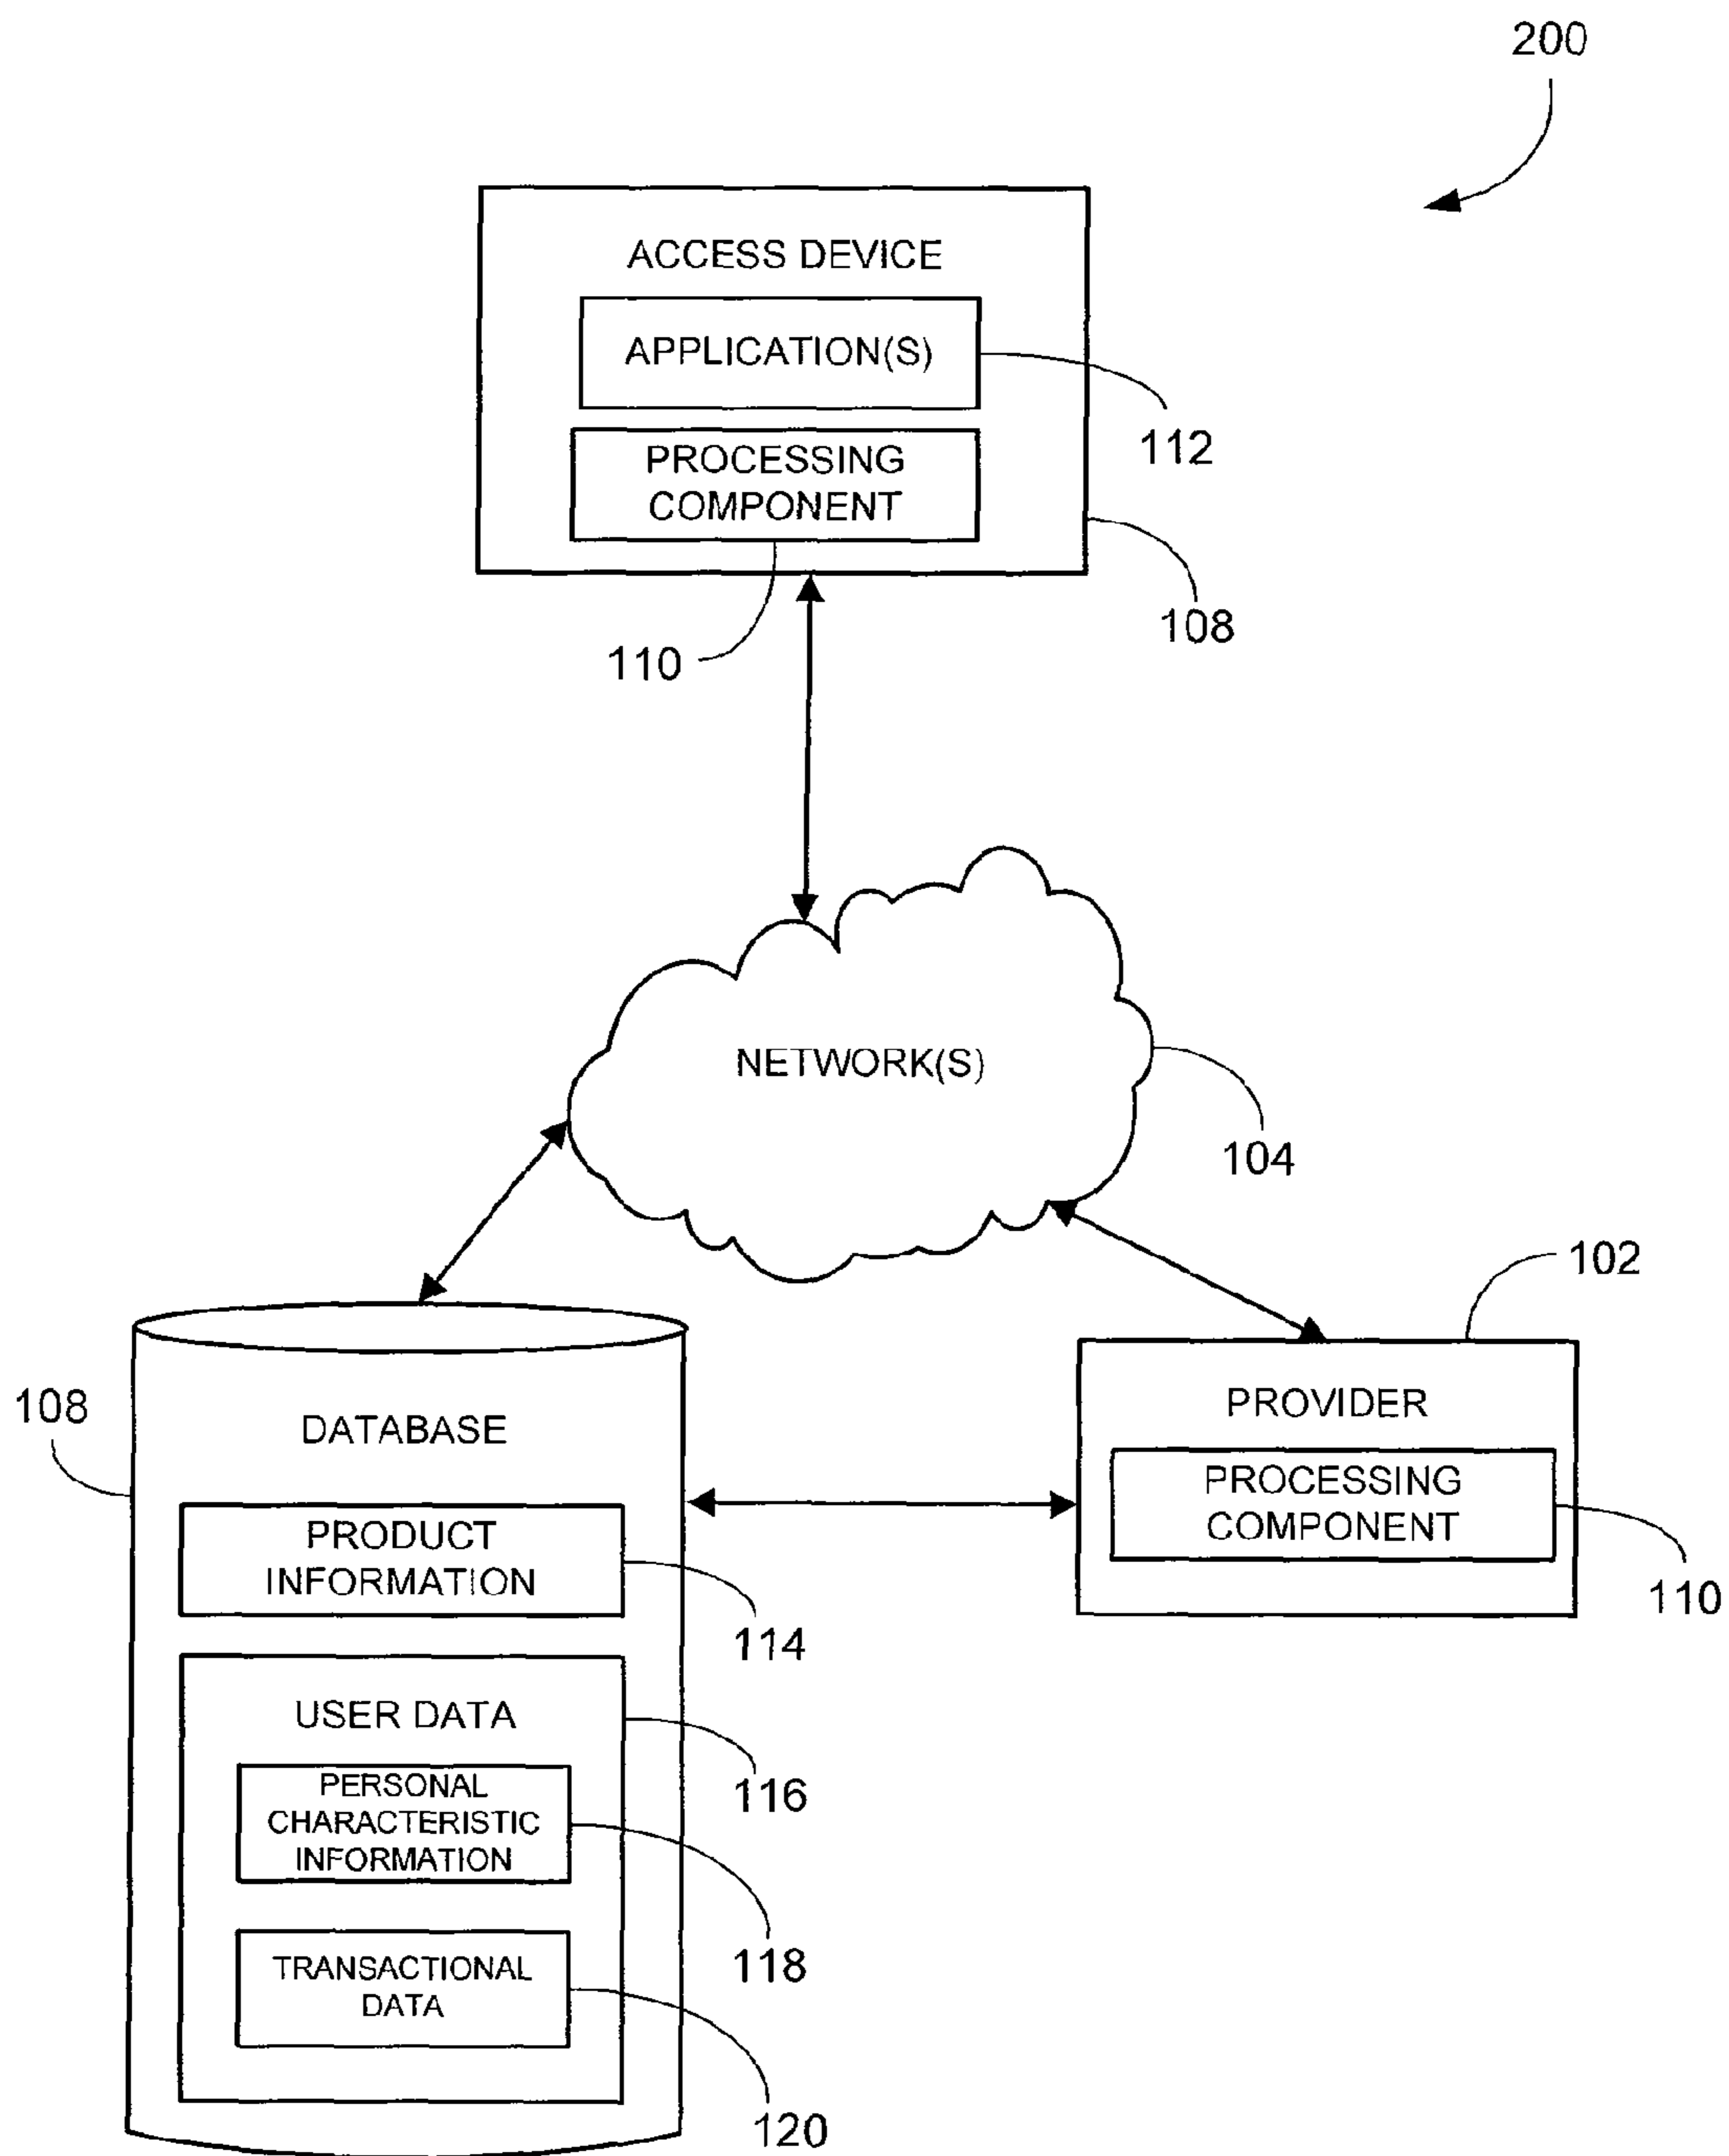 200
ACCESS DEVICE
APPLICATION(S)
112
PROCESSING
COMPONENT
108
110
NETWORK(S)
104
102
PROVIDER
PROCESSING
COMPONENT
110
108
DATABASE
PRODUCT
INFORMATION
114
USER DATA
116
PERSONAL
CHARACTERISTIC
INFORMATION
118
TRANSACTIONAL
DATA
120